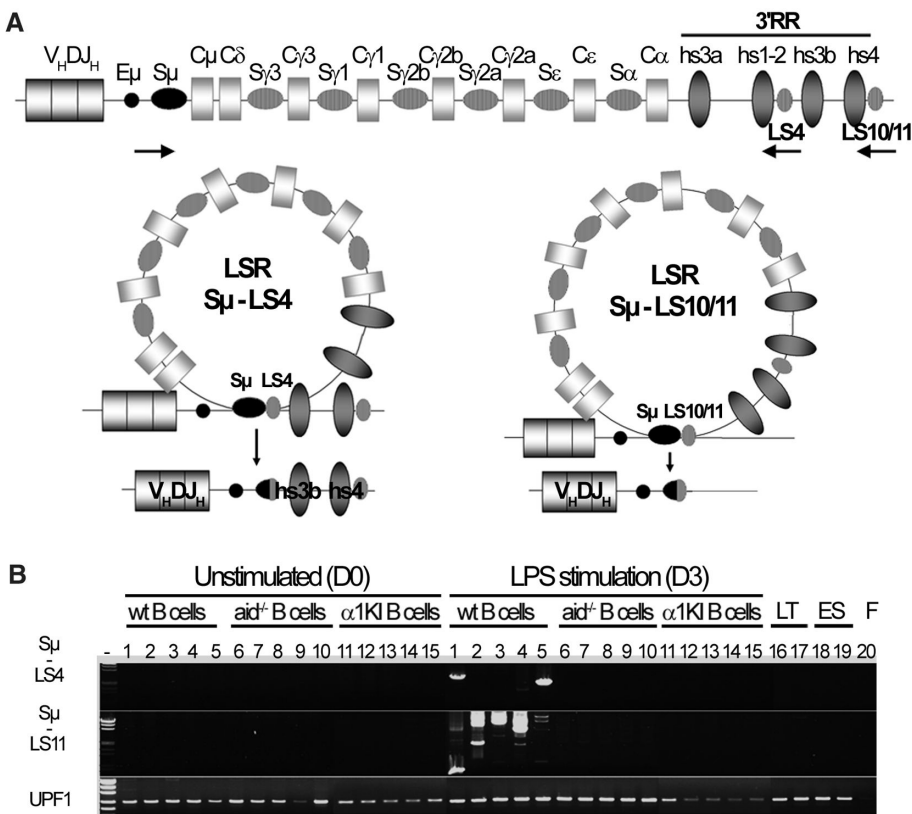 A
3'RR
VHDJH Eμ Sμ Cμ Cδ Sγ3 Cγ3 Sγ1 Cγ1 Sγ2b Cγ2b Sγ2a Cγ2a Sε Cε Sα Cα hs3a hs1-2 hs3b hs4
LS4 LS10/11
LSR
Sμ - LS4
LSR
Sμ - LS10/11
Sμ LS4
Sμ LS10/11
VHDJH hs3b hs4
VHDJH
B
Unstimulated (D0) LPS stimulation (D3)
wt B cells aid-/- B cells α1KI B cells wt B cells aid-/- B cells α1KI B cells LT ES F
- 1 2 3 4 5 6 7 8 9 10 11 12 13 14 15 1 2 3 4 5 6 7 8 9 10 11 12 13 14 15 16 17 18 19 20
Sμ
-
LS4
Sμ
-
LS11
UPF1